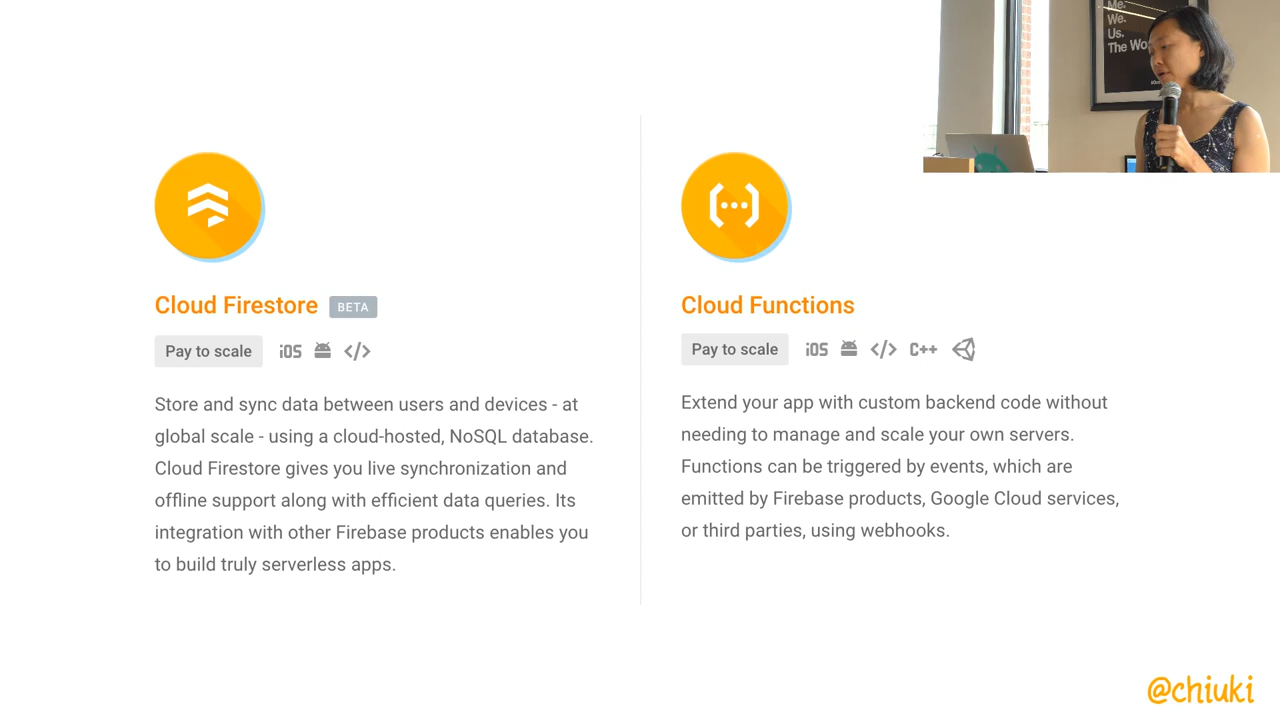 Me.
We.
Us.
The Wo
Cloud Firestore BETA
Pay to scale iOS </>
Store and sync data between users and devices - at
global scale - using a cloud-hosted, NoSQL database.
Cloud Firestore gives you live synchronization and
offline support along with efficient data queries. Its
integration with other Firebase products enables you
to build truly serverless apps.
Cloud Functions
Pay to scale iOS </> C++
Extend your app with custom backend code without
needing to manage and scale your own servers.
Functions can be triggered by events, which are
emitted by Firebase products, Google Cloud services,
or third parties, using webhooks.
@chiuki